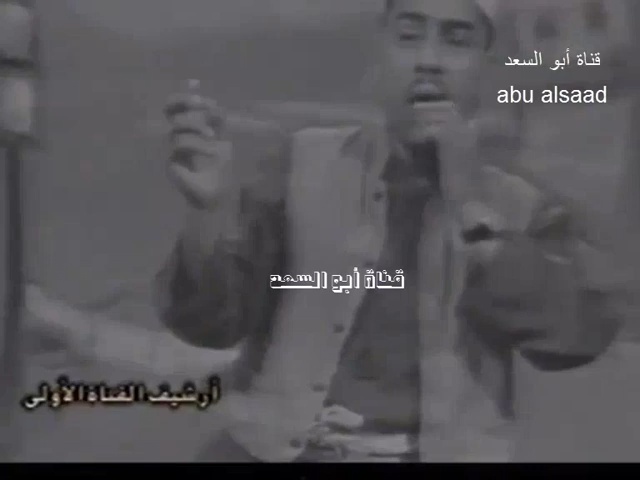 قناة أبو السعد
abu alsaad
قناة أبو السعد
أرشيف القناة الأولى